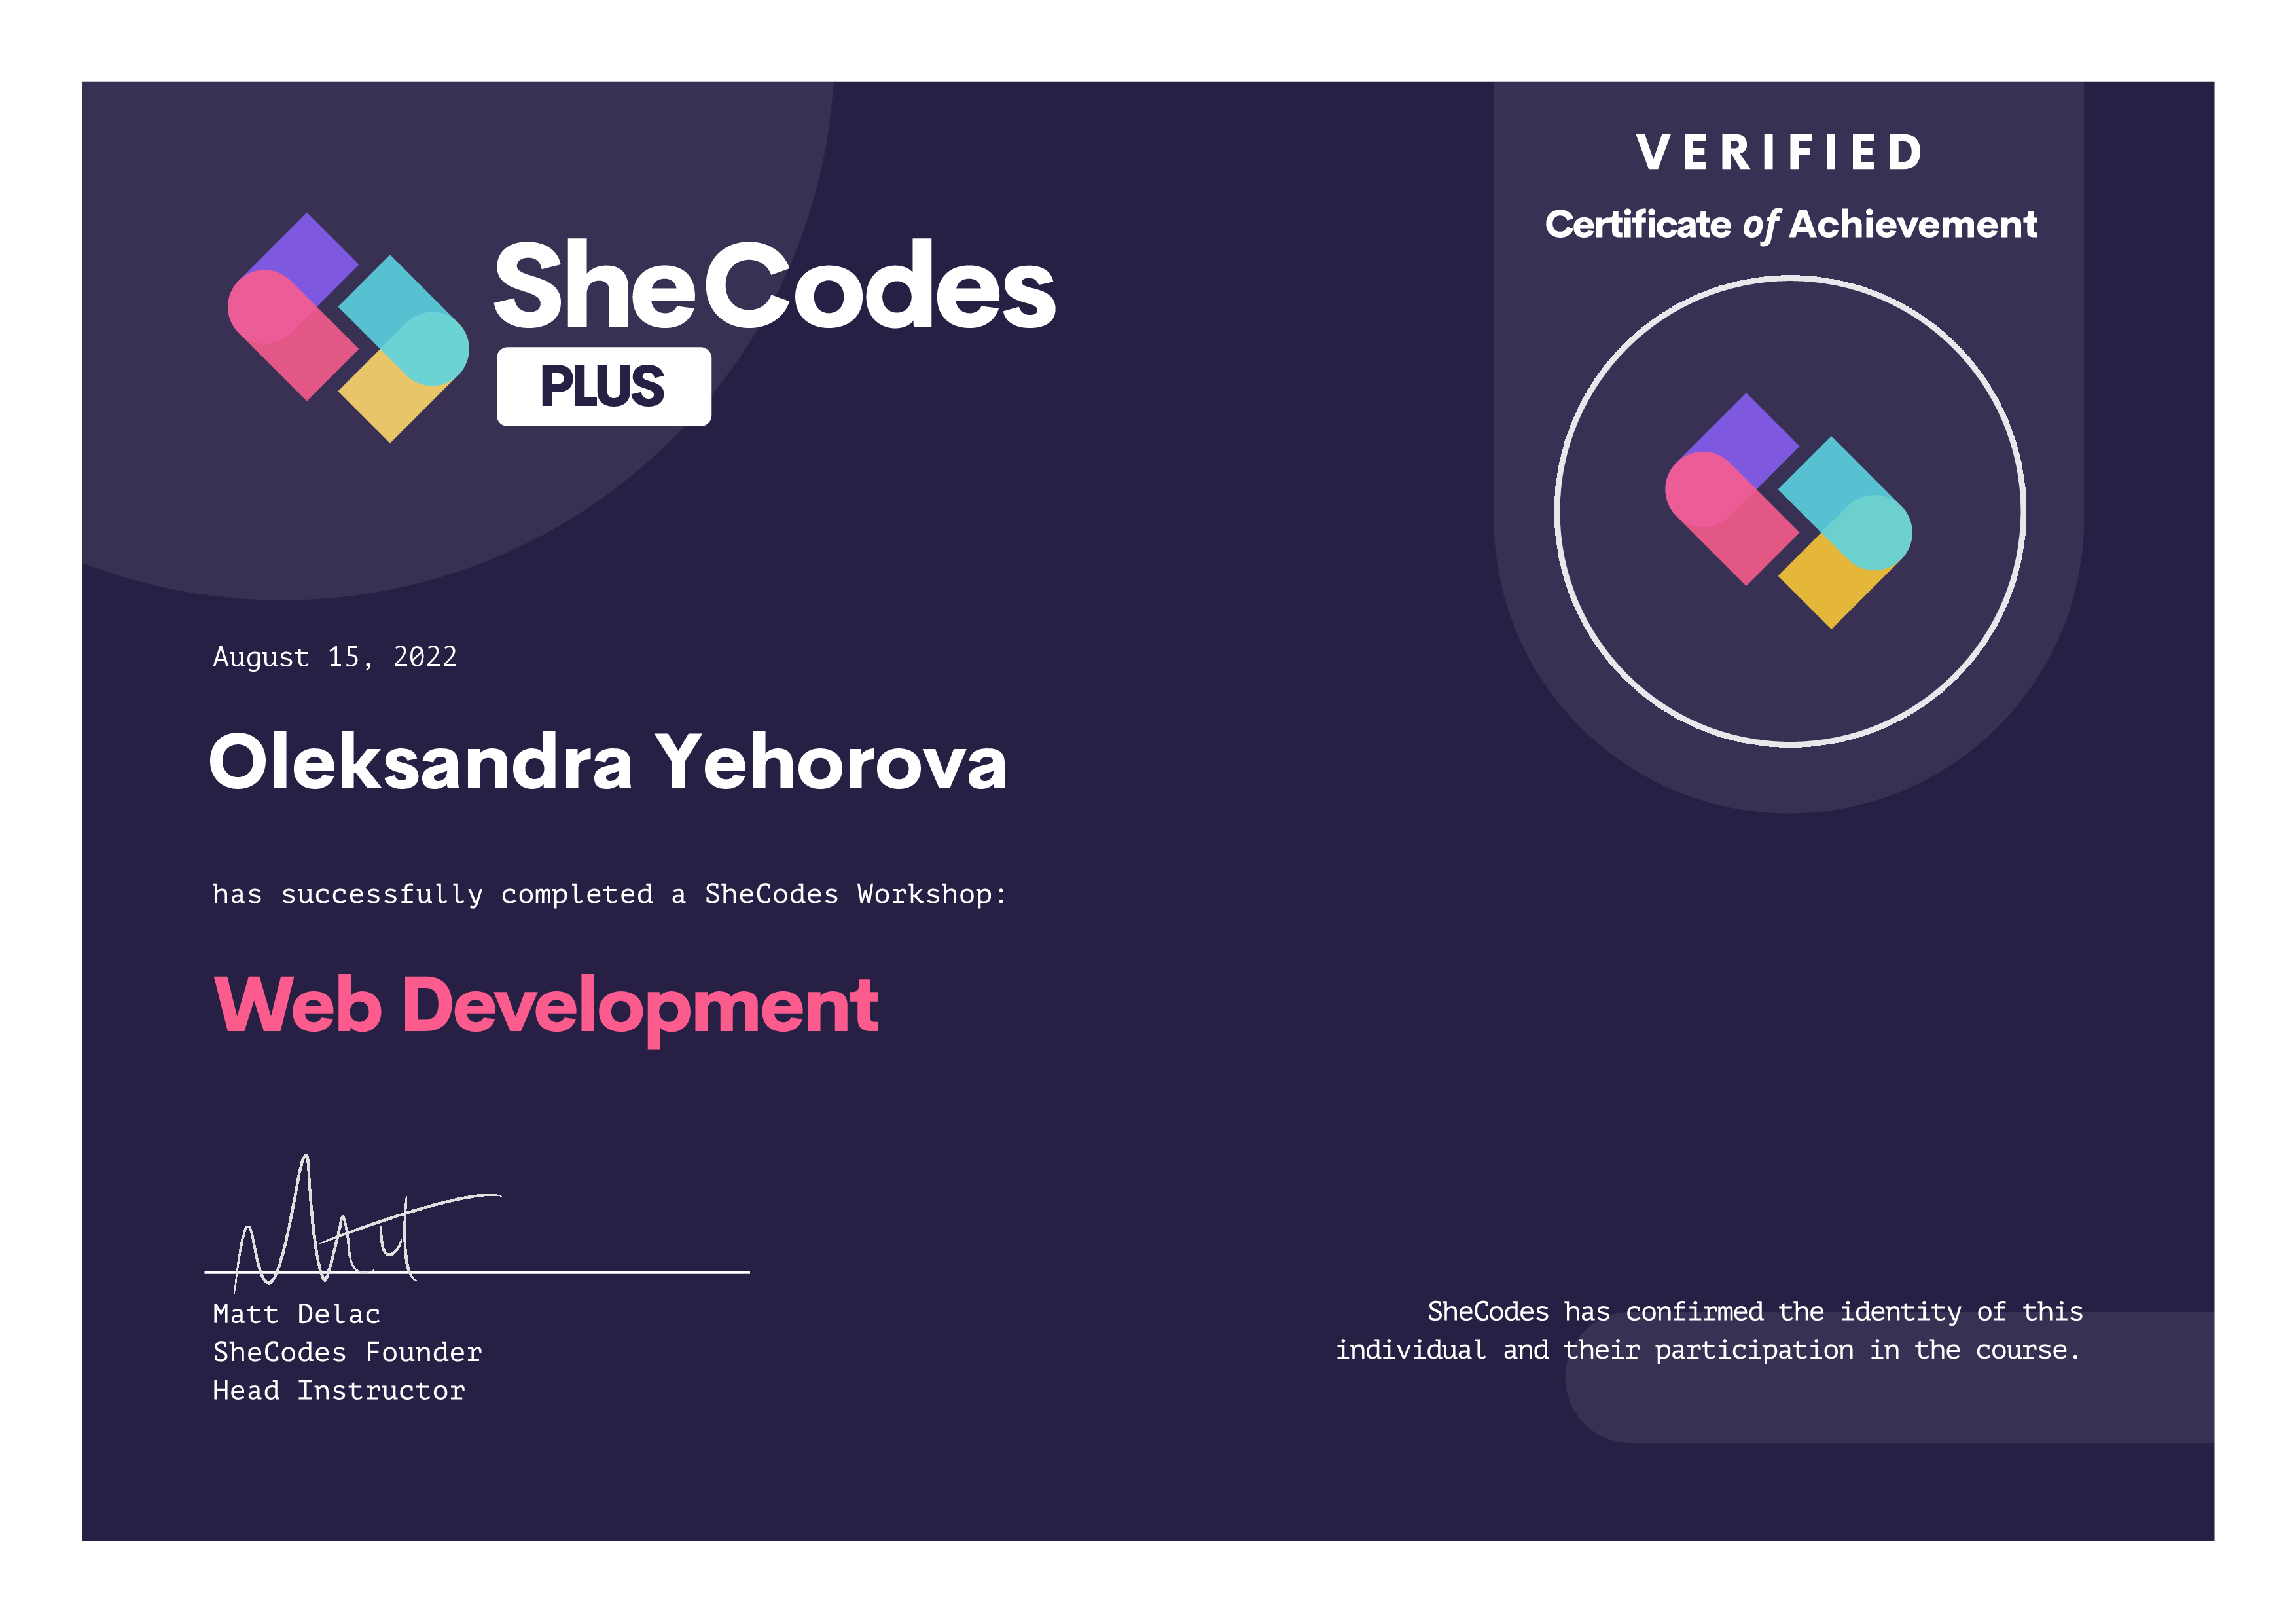 SheCodes
PLUS
VERIFIED
Certificate of Achievement
August 15, 2022
Oleksandra Yehorova
has successfully completed a SheCodes Workshop:
Web Development
Matt
Matt Delac
SheCodes Founder
Head Instructor
SheCodes has confirmed the identity of this
individual and their participation in the course.